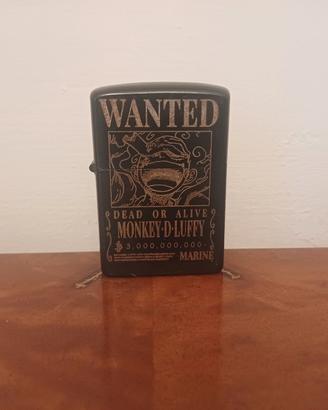 WANTED
DEAD OR ALIVE
MONKEY·D·LUFFY
3,000,000,000-
MARINE